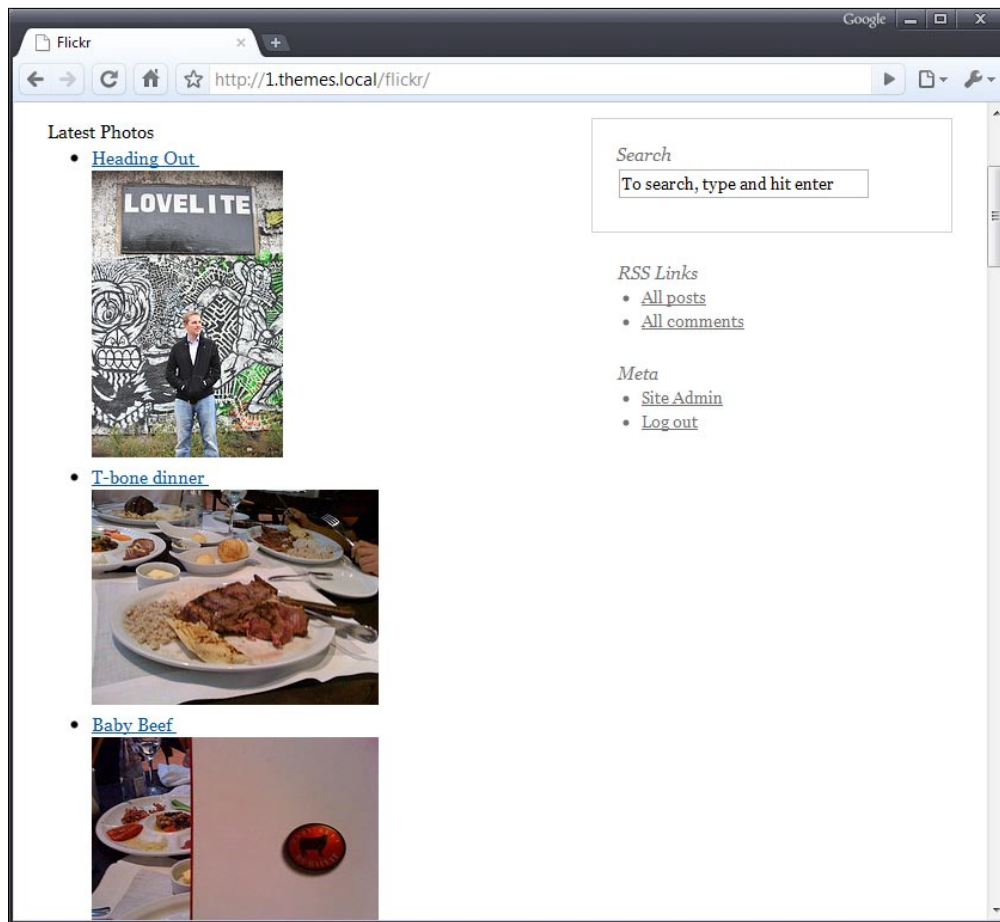 Google
Flickr
http://1.themes.local/flickr/
Latest Photos
Heading Out
LOVELITE
T-bone dinner
Baby Beef
Search
To search, type and hit enter
RSS Links
All posts
All comments
Meta
Site Admin
Log out